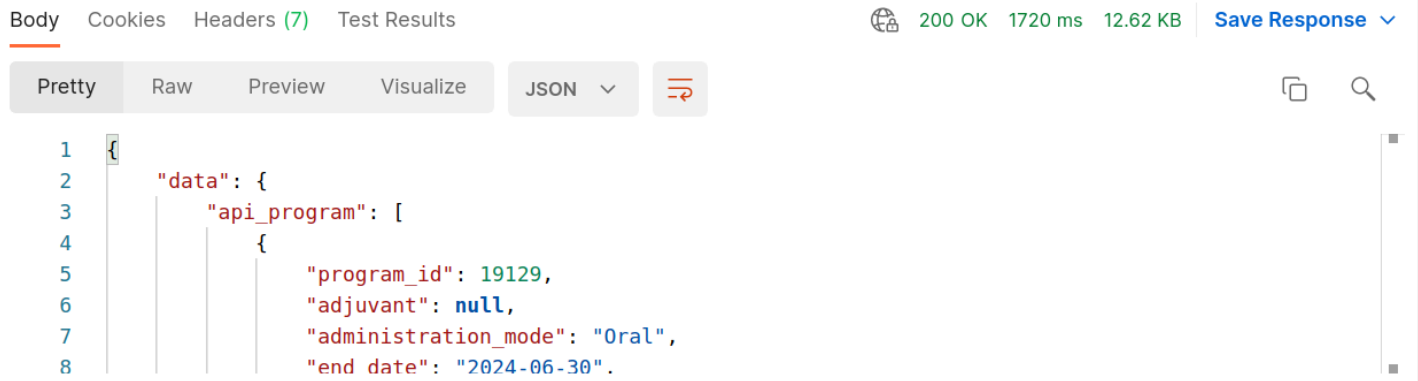 Body Cookies Headers (7) Test Results 200 OK 1720 ms 12.62 KB Save Response
Pretty Raw Preview Visualize JSON
1 {
2 "data": {
3 "api_program": [
4 {
5 "program_id": 19129,
6 "adjuvant": null,
7 "administration_mode": "Oral",
8 "end_date": "2024-06-30",